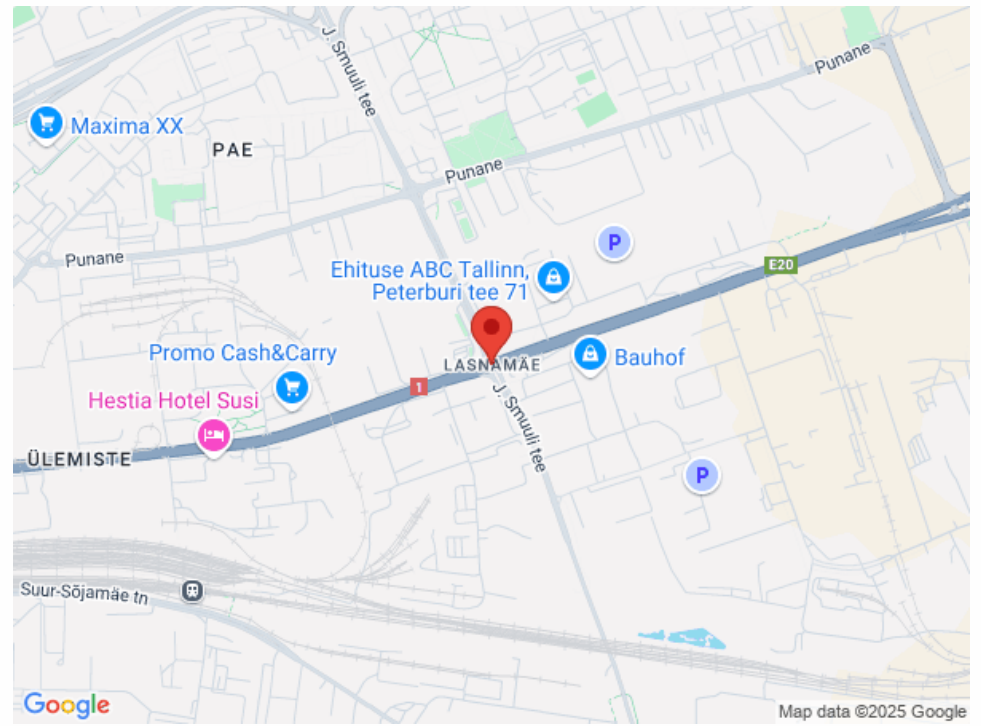 J. Smuuli tee
Punane
Maxima XX
PAE
Punane
Punane
P
E20
Ehituse ABC Tallinn,
Peterburi tee 71
Promo Cash&Carry
LASNAMÄE
Bauhof
1
Hestia Hotel Susi
J. Smuuli tee
ÜLEMISTE
P
Suur-Sõjamäe tn
Google
Map data ©2025 Google